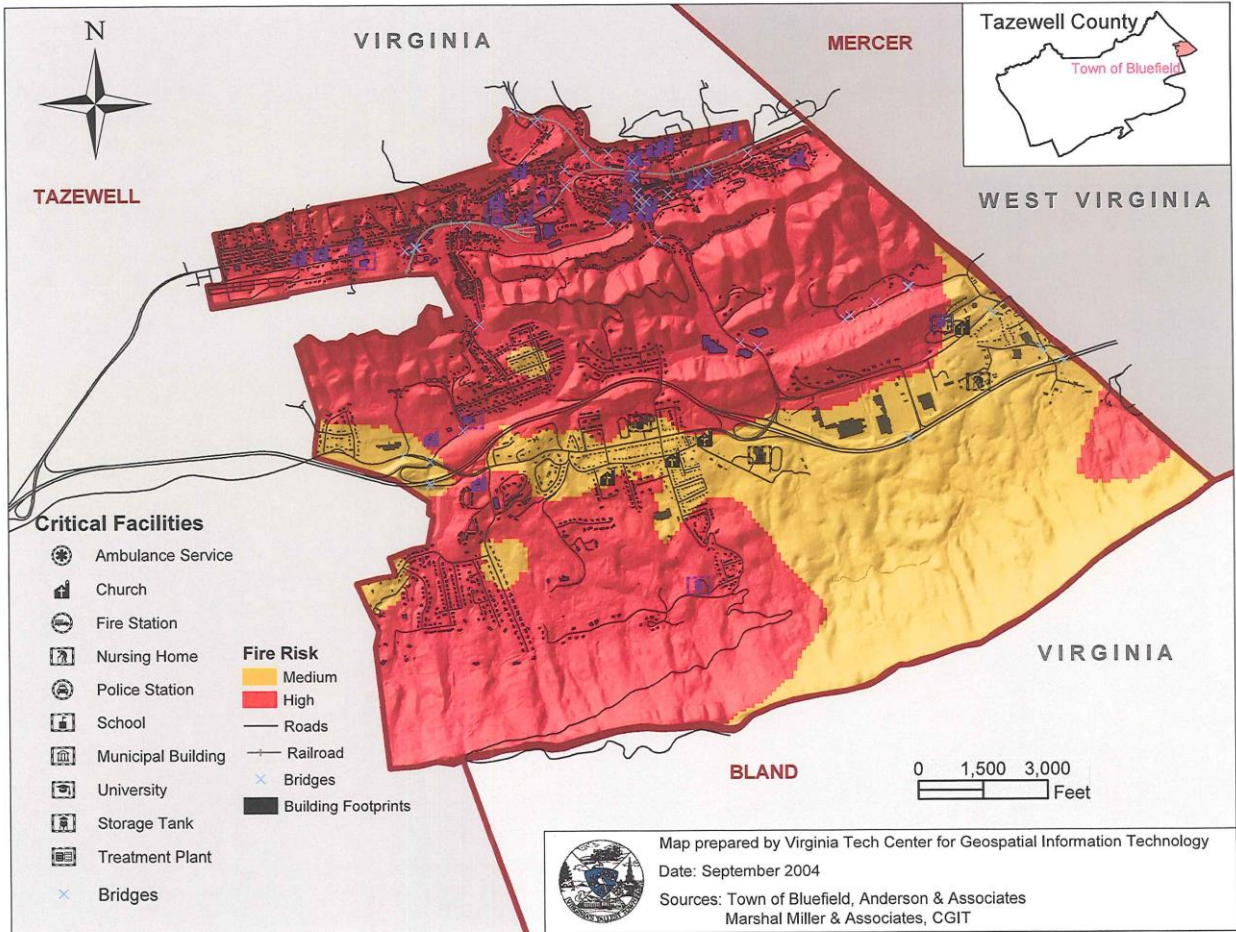 N
VIRGINIA
MERCER
Tazewell County
Town of Bluefield
TAZEWELL
WEST VIRGINIA
Critical Facilities
Ambulance Service
Church
Fire Station
Nursing Home
Police Station
School
Municipal Building
University
Storage Tank
Treatment Plant
Bridges
Fire Risk
Medium
High
Roads
Railroad
Bridges
Building Footprints
VIRGINIA
BLAND
0 1,500 3,000
Feet
Map prepared by Virginia Tech Center for Geospatial Information Technology
Date: September 2004
Sources: Town of Bluefield, Anderson & Associates
Marshal Miller & Associates, CGIT